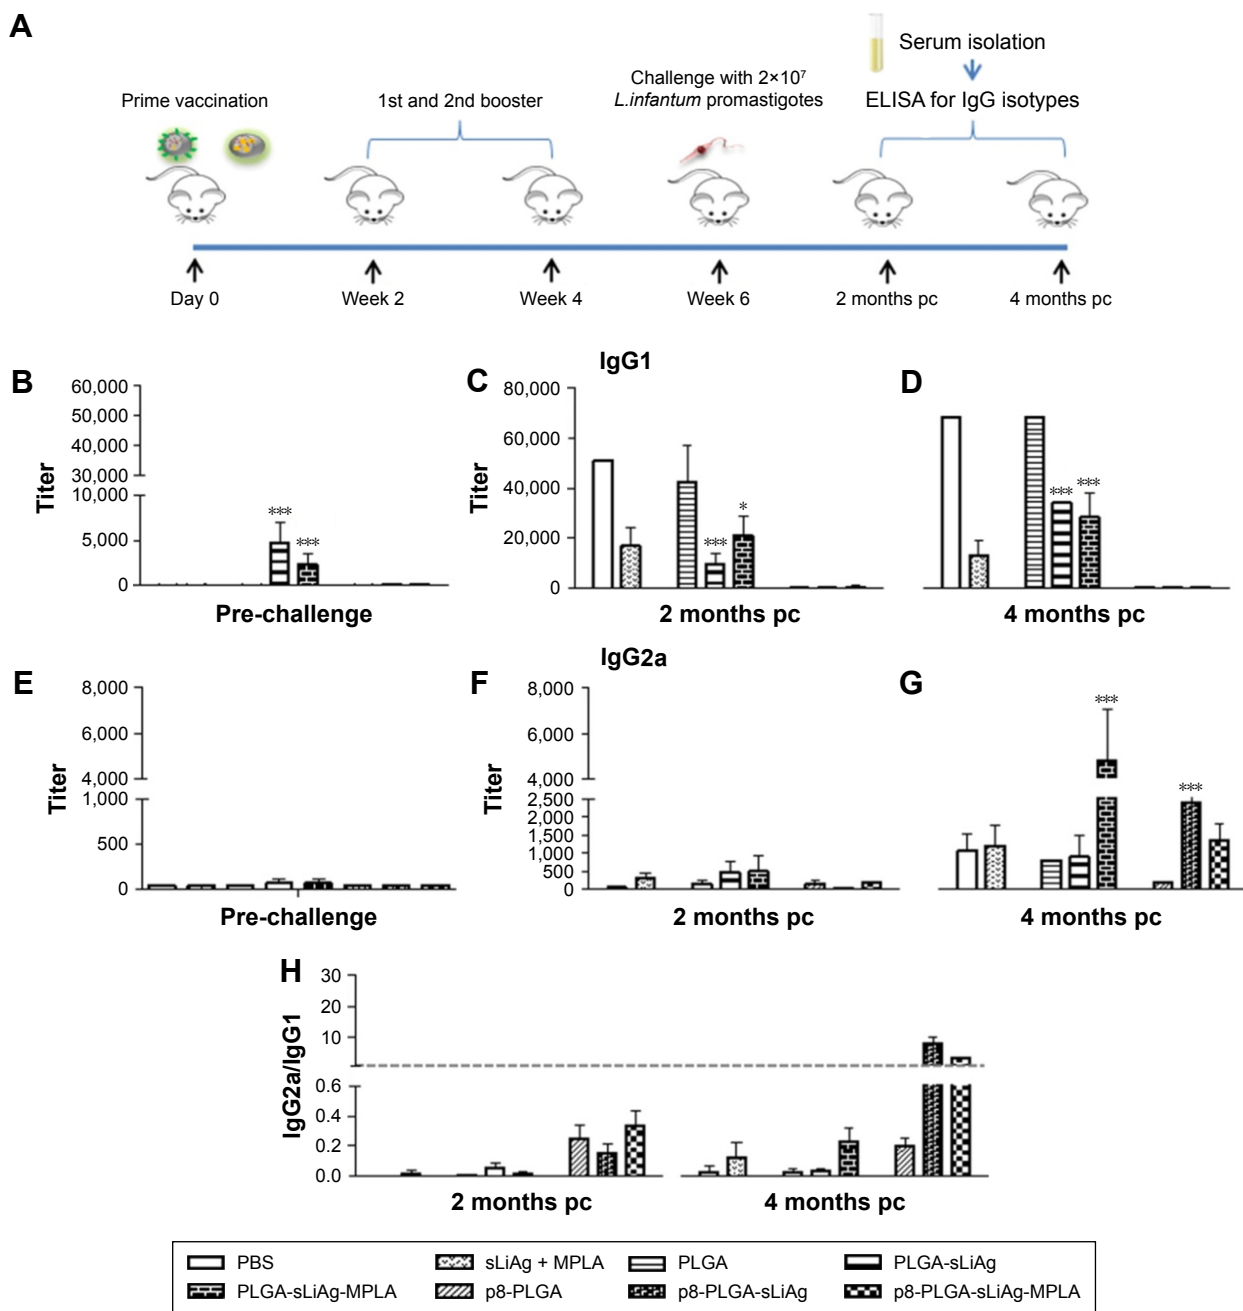 A
Serum isolation
Prime vaccination
1st and 2nd booster
Challenge with 2×10⁷
L.infantum promastigotes
ELISA for IgG isotypes
Day 0
Week 2
Week 4
Week 6
2 months pc
4 months pc
IgG1
B
Titer
60,000
50,000
40,000
30,000
10,000
5,000
0
***
***
Pre-challenge
C
Titer
80,000
60,000
40,000
20,000
0
***
*
2 months pc
D
***
***
4 months pc
IgG2a
E
Titer
8,000
6,000
4,000
1,000
500
0
Pre-challenge
F
Titer
8,000
6,000
4,000
2,500
2,000
1,500
1,000
500
0
2 months pc
G
***
***
4 months pc
H
IgG2a/IgG1
30
20
10
0.6
0.4
0.2
0.0
2 months pc
4 months pc
PBS
sLiAg + MPLA
PLGA
PLGA-sLiAg
PLGA-sLiAg-MPLA
p8-PLGA
p8-PLGA-sLiAg
p8-PLGA-sLiAg-MPLA